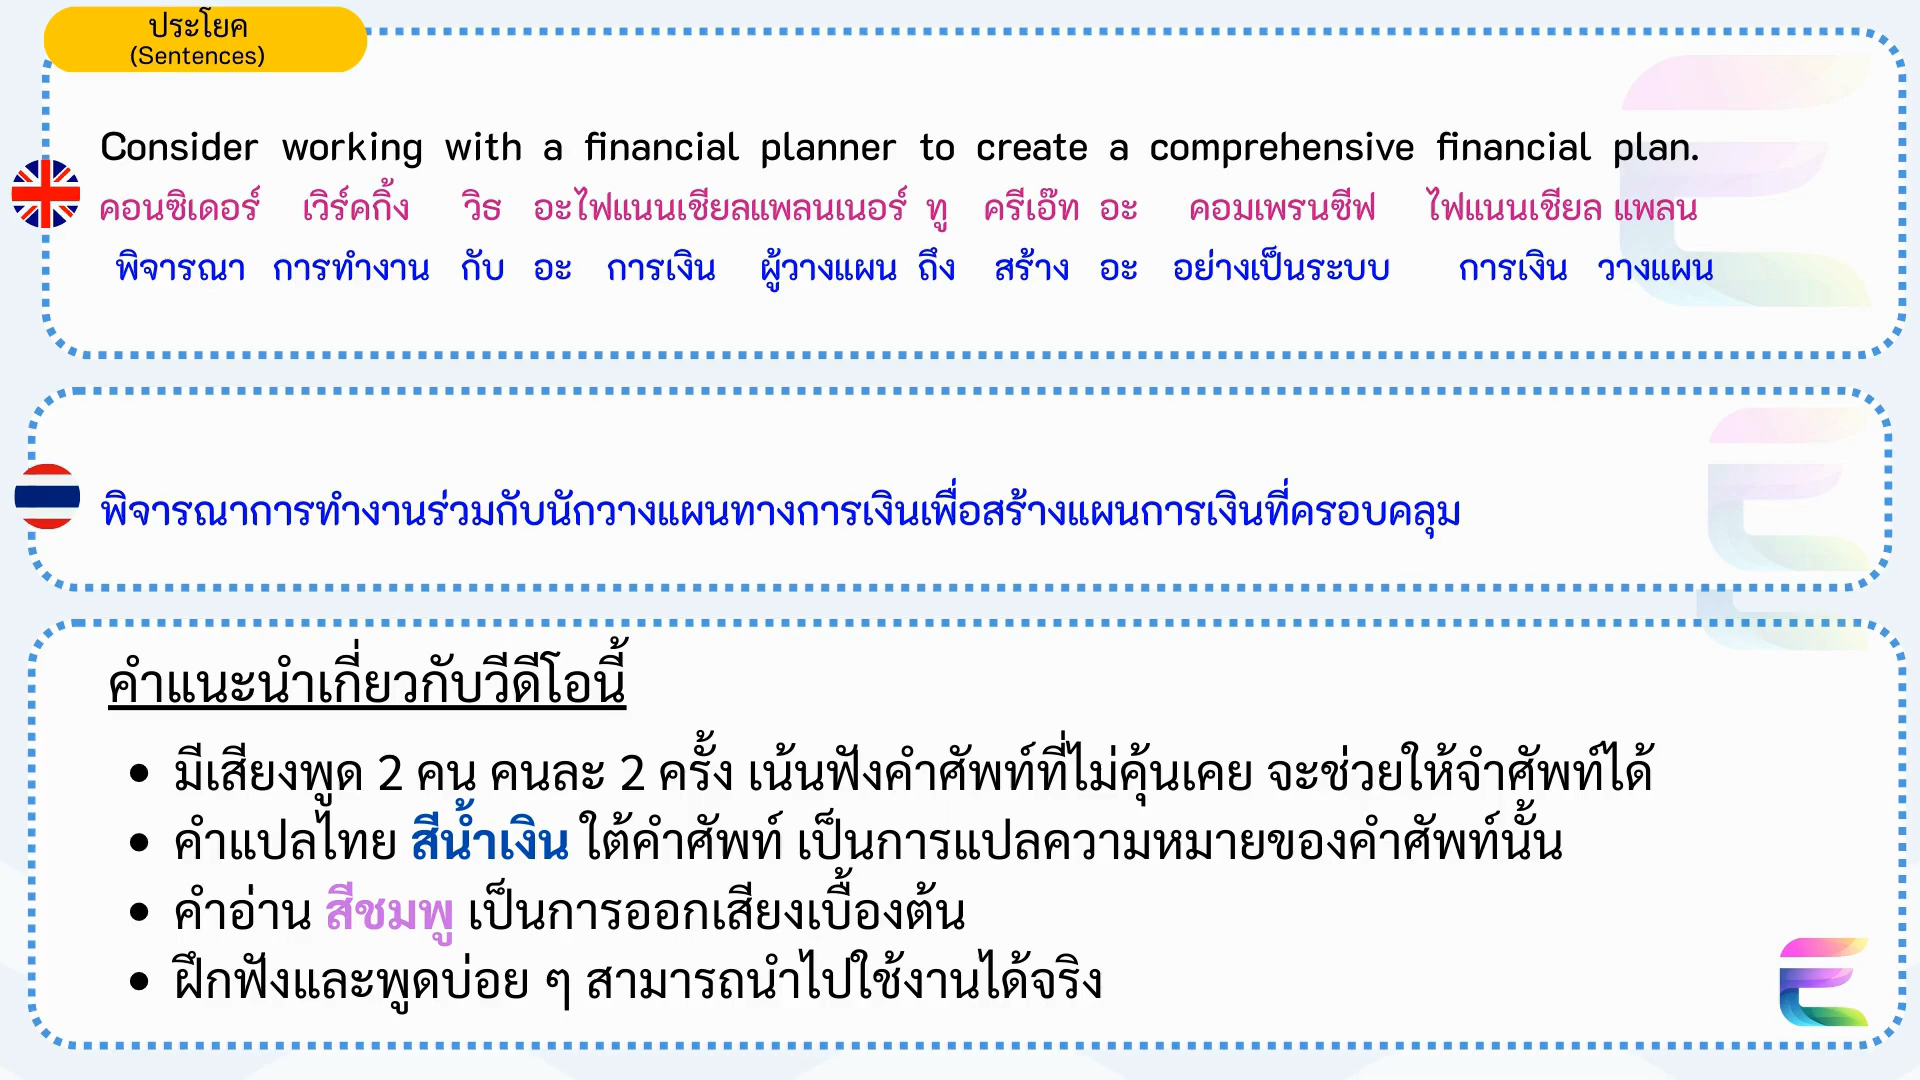 ประโยค
(Sentences)
Consider working with a financial planner to create a comprehensive financial plan.
คอนซิเดอร์ เวิร์คกิ้ง วิธ อะ ไฟแนนเชียล แพลนเนอร์ ทู ครีเอ๊ท อะ คอมเพรนซีฟ ไฟแนนเชียล แพลน
พิจารณา การทำงาน กับ อะ การเงิน ผู้วางแผน ถึง สร้าง อะ อย่างเป็นระบบ การเงิน วางแผน
พิจารณาการทำงานร่วมกับนักวางแผนทางการเงินเพื่อสร้างแผนการเงินที่ครอบคลุม
คำแนะนำเกี่ยวกับวีดีโอนี้
• มีเสียงพูด 2 คน คนละ 2 ครั้ง เน้นฟังคำศัพท์ที่ไม่คุ้นเคย จะช่วยให้จำศัพท์ได้
• คำแปลไทย สีน้ำเงิน ใต้คำศัพท์ เป็นการแปลความหมายของคำศัพท์นั้น
• คำอ่าน สีชมพู เป็นการออกเสียงเบื้องต้น
• ฝึกฟังและพูดบ่อย ๆ สามารถนำไปใช้งานได้จริง